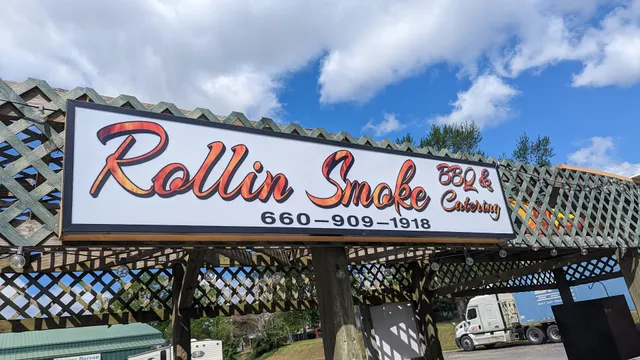 Rollin Smoke BBQ &
Catering
660-909-1918